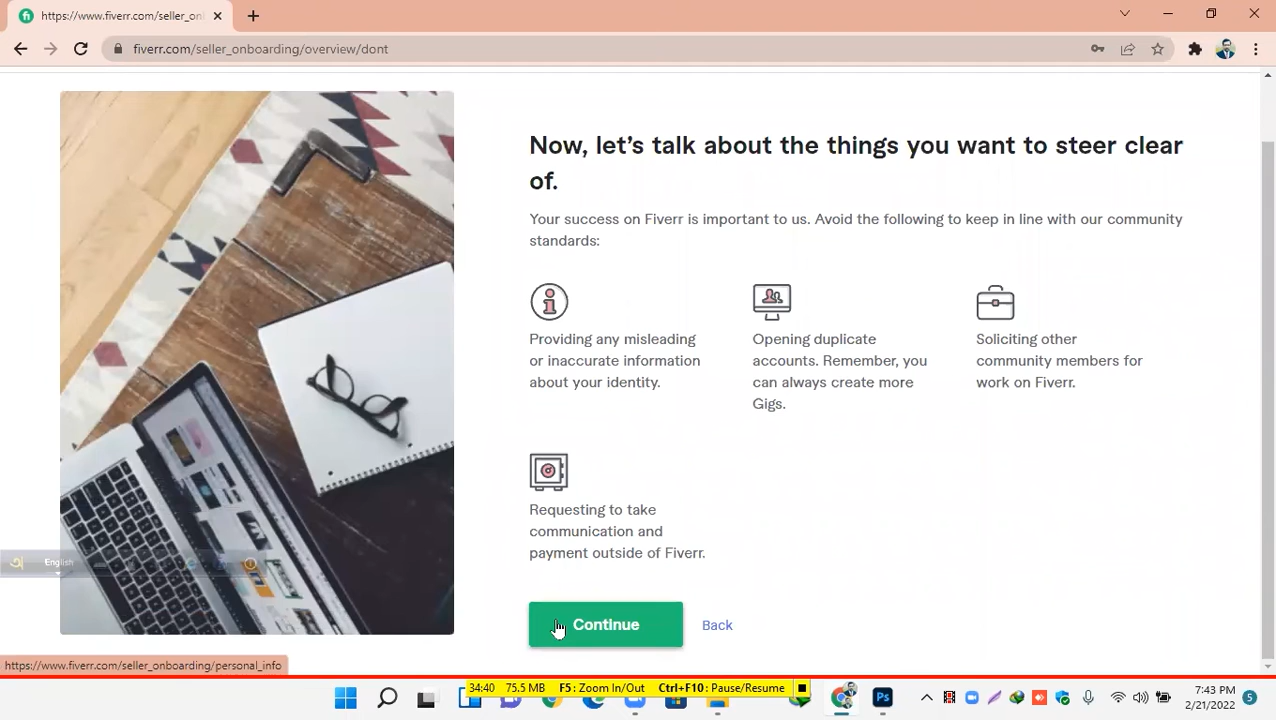 https://www.fiverr.com/seller_on
fiverr.com/seller_onboarding/overview/dont
Now, let's talk about the things you want to steer clear
of.
Your success on Fiverr is important to us. Avoid the following to keep in line with our community
standards:
Providing any misleading
or inaccurate information
about your identity.
Opening duplicate
accounts. Remember, you
can always create more
Gigs.
Soliciting other
community members for
work on Fiverr.
Requesting to take
communication and
payment outside of Fiverr.
English
Continue
Back
https://www.fiverr.com/seller_onboarding/personal_info
34:40 75.5 MB F5: Zoom In/Out Ctrl+F10: Pause/Resume
Ps
7:43 PM
2/21/2022
5